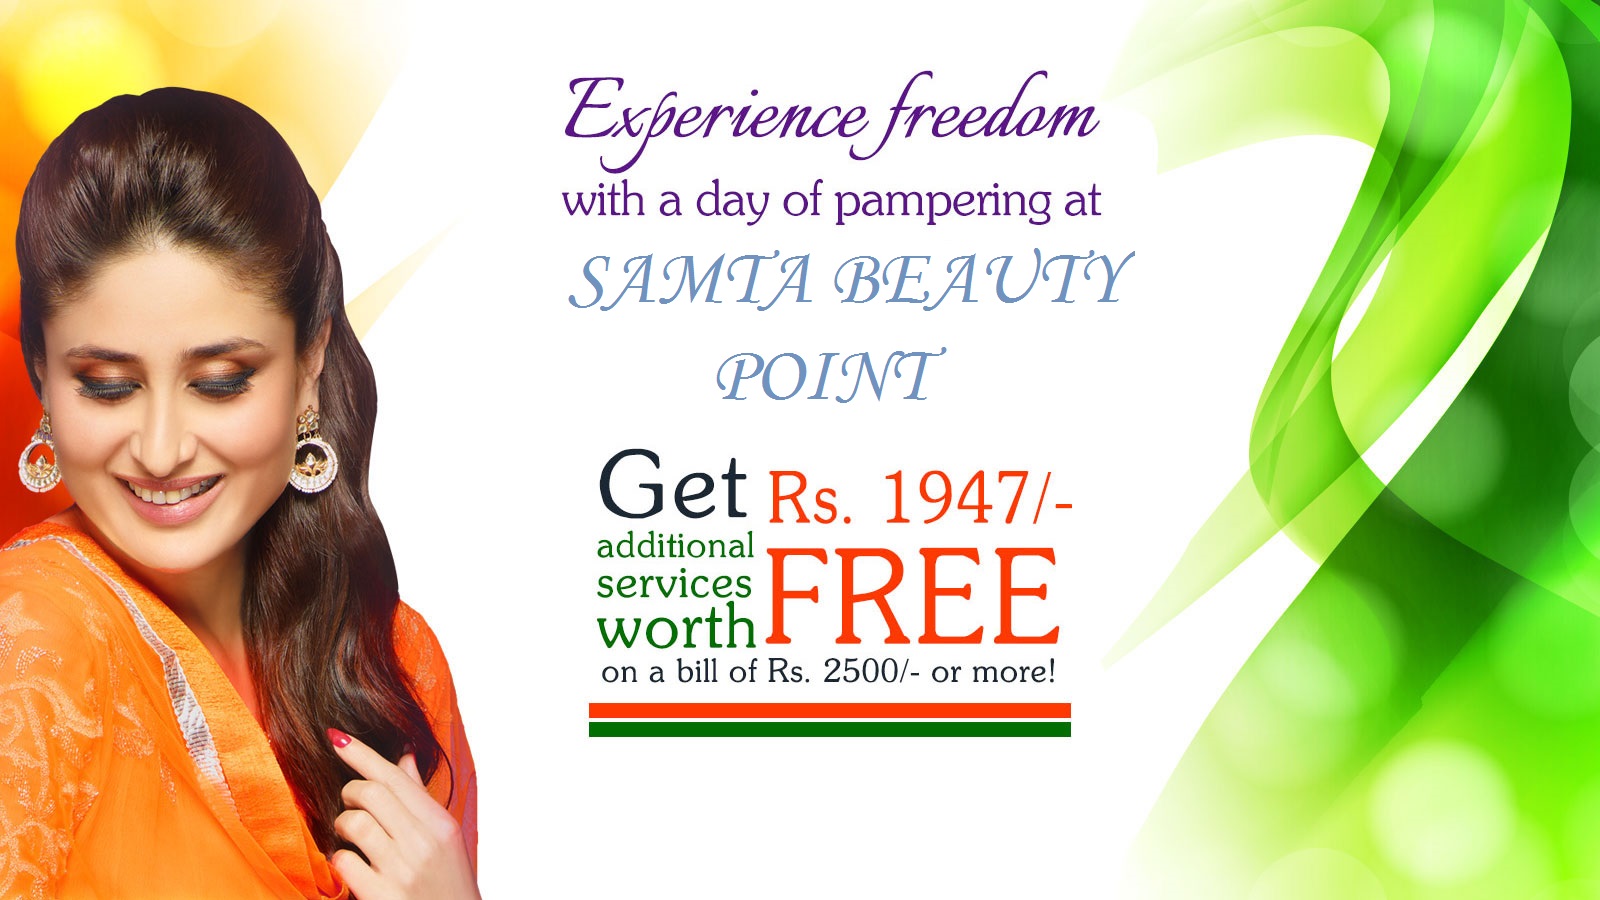 Experience freedom
with a day of pampering at
SAMTA BEAUTY
POINT
Get
additional
services
worth
Rs. 1947/-
FREE
on a bill of Rs. 2500/- or more!